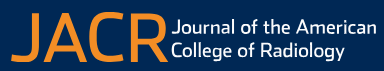 JACR
Journal of the American
College of Radiology